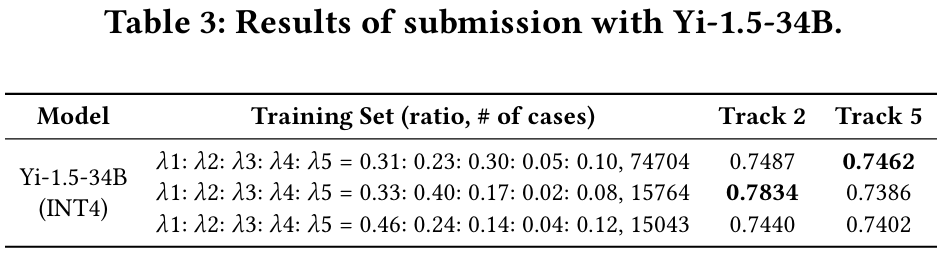 Table 3: Results of submission with Yi-1.5-34B.
Model Training Set (ratio, # of cases) Track 2 Track 5
Yi-1.5-34B (INT4)
λ1: λ2: λ3: λ4: λ5 = 0.31: 0.23: 0.30: 0.05: 0.10, 74704 0.7487 0.7462
λ1: λ2: λ3: λ4: λ5 = 0.33: 0.40: 0.17: 0.02: 0.08, 15764 0.7834 0.7386
λ1: λ2: λ3: λ4: λ5 = 0.46: 0.24: 0.14: 0.04: 0.12, 15043 0.7440 0.7402